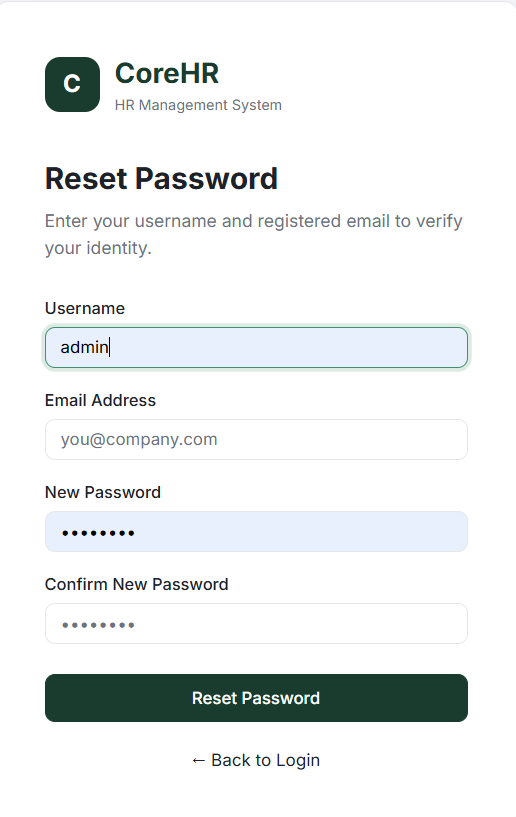 C
CoreHR
HR Management System
Reset Password
Enter your username and registered email to verify
your identity.
Username
admin
Email Address
you@company.com
New Password
••••••••
Confirm New Password
••••••••
Reset Password
← Back to Login